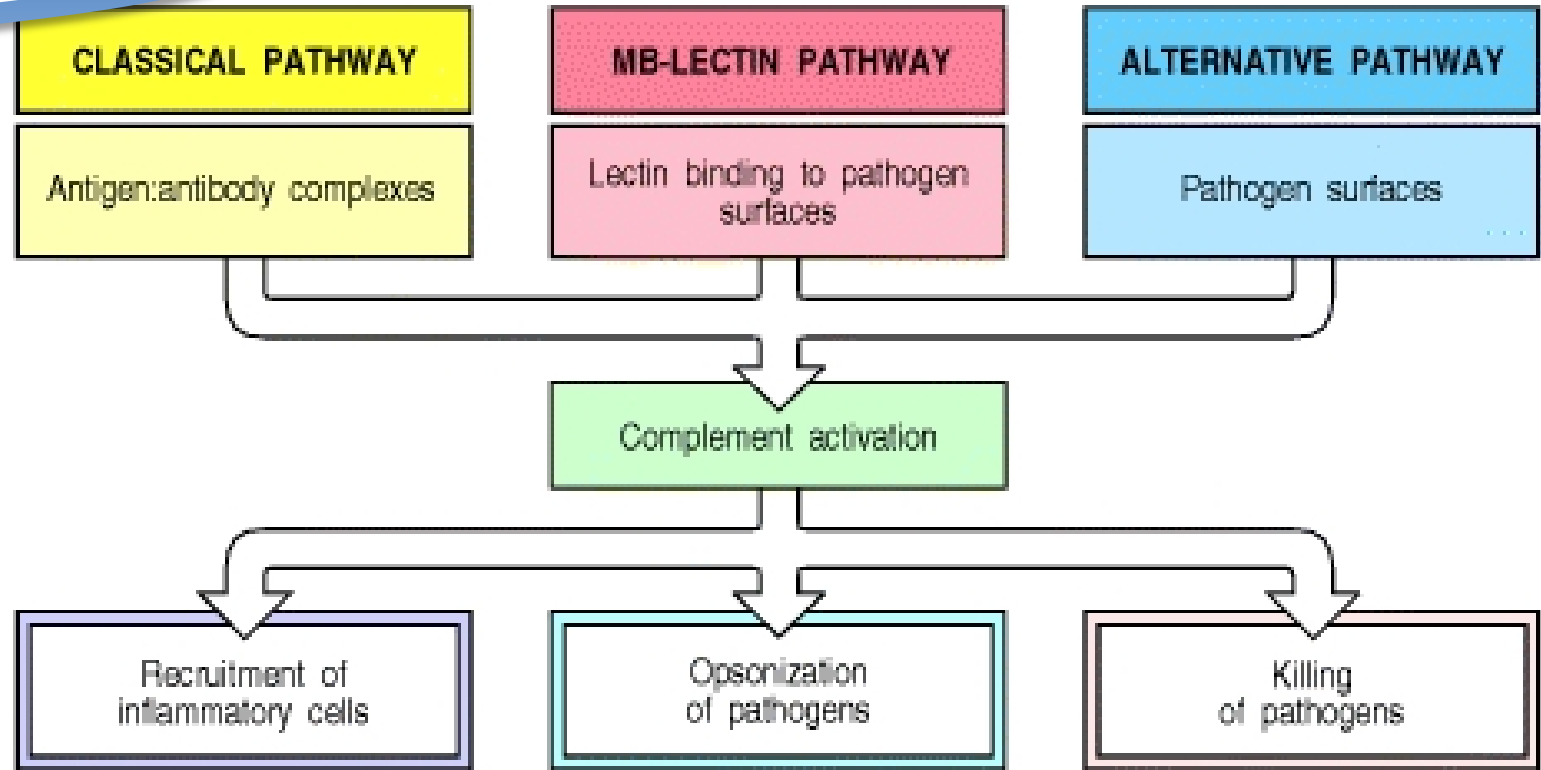 CLASSICAL PATHWAY
MB-LECTIN PATHWAY
ALTERNATIVE PATHWAY
Antigen:antibody complexes
Lectin binding to pathogen
surfaces
Pathogen surfaces
Complement activation
Recruitment of
inflammatory cells
Opsonization
of pathogens
Killing
of pathogens